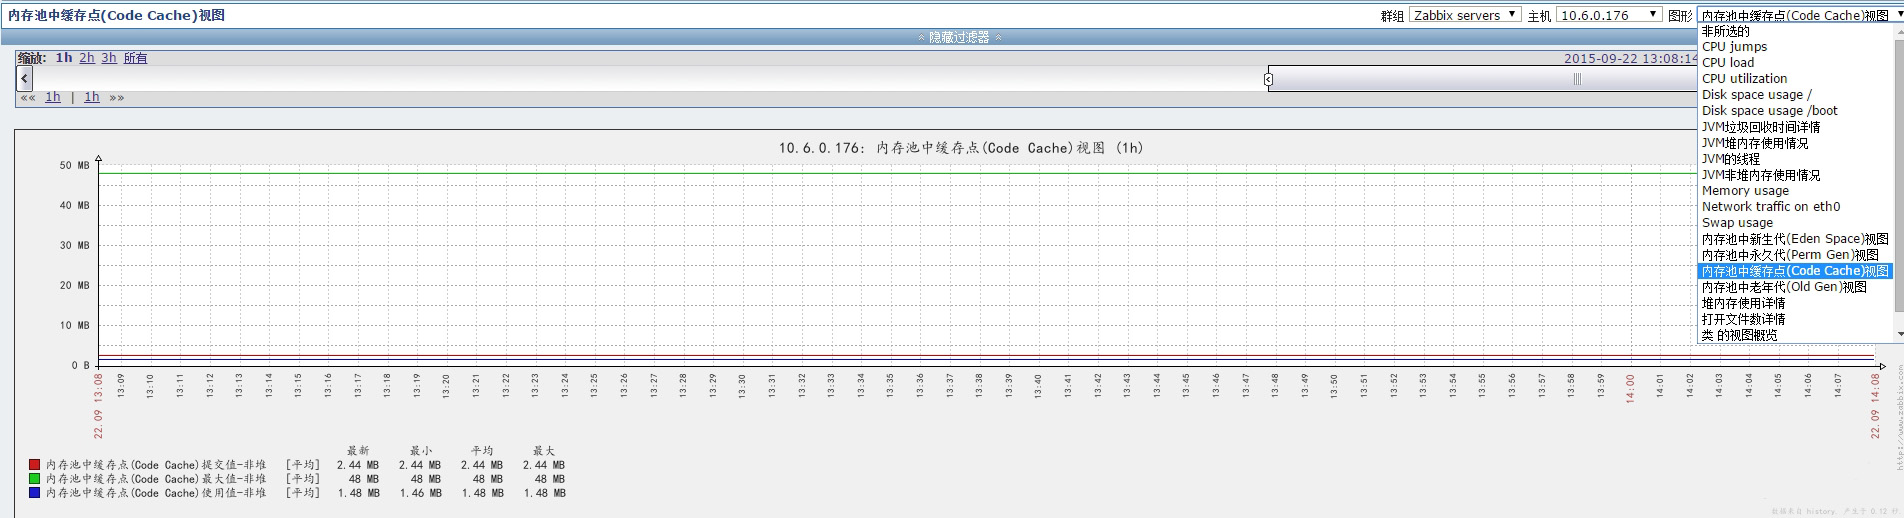 内存池中缓存点(Code Cache)视图 群组 Zabbix servers 主机 10.6.0.176 图形 内存池中缓存点(Code Cache)视图
隐藏过滤器
缩放: 1h 2h 3h 所有 2015-09-22 13:08:14
«« 1h | 1h »»
非所选的
CPU jumps
CPU load
CPU utilization
Disk space usage /
Disk space usage /boot
JVM垃圾回收时间详情
JVM堆内存使用情况
JVM的线程
JVM非堆内存使用情况
Memory usage
Network traffic on eth0
Swap usage
内存池中新生代(Eden Space)视图
内存池中永久代(Perm Gen)视图
内存池中缓存点(Code Cache)视图
内存池中老年代(Old Gen)视图
堆内存使用详情
打开文件数详情
类 的视图概览
10.6.0.176: 内存池中缓存点(Code Cache)视图 (1h)
50 MB
40 MB
30 MB
20 MB
10 MB
0 B
22.09 13:08 13:09 13:10 13:11 13:12 13:13 13:14 13:15 13:16 13:17 13:18 13:19 13:20 13:21 13:22 13:23 13:24 13:25 13:26 13:27 13:28 13:29 13:30 13:31 13:32 13:33 13:34 13:35 13:36 13:37 13:38 13:39 13:40 13:41 13:42 13:43 13:44 13:45 13:46 13:47 13:48 13:49 13:50 13:51 13:52 13:53 13:54 13:55 13:56 13:57 13:58 13:59 14:00 14:01 14:02 14:03 14:04 14:05 14:06 14:07 22.09 14:08
最新 最小 平均 最大
内存池中缓存点(Code Cache)提交值-非堆 [平均] 2.44 MB 2.44 MB 2.44 MB 2.44 MB
内存池中缓存点(Code Cache)最大值-非堆 [平均] 48 MB 48 MB 48 MB 48 MB
内存池中缓存点(Code Cache)使用值-非堆 [平均] 1.48 MB 1.46 MB 1.48 MB 1.48 MB
http://www.zabbix.com
数据来自 history. 产生于 0.12 秒